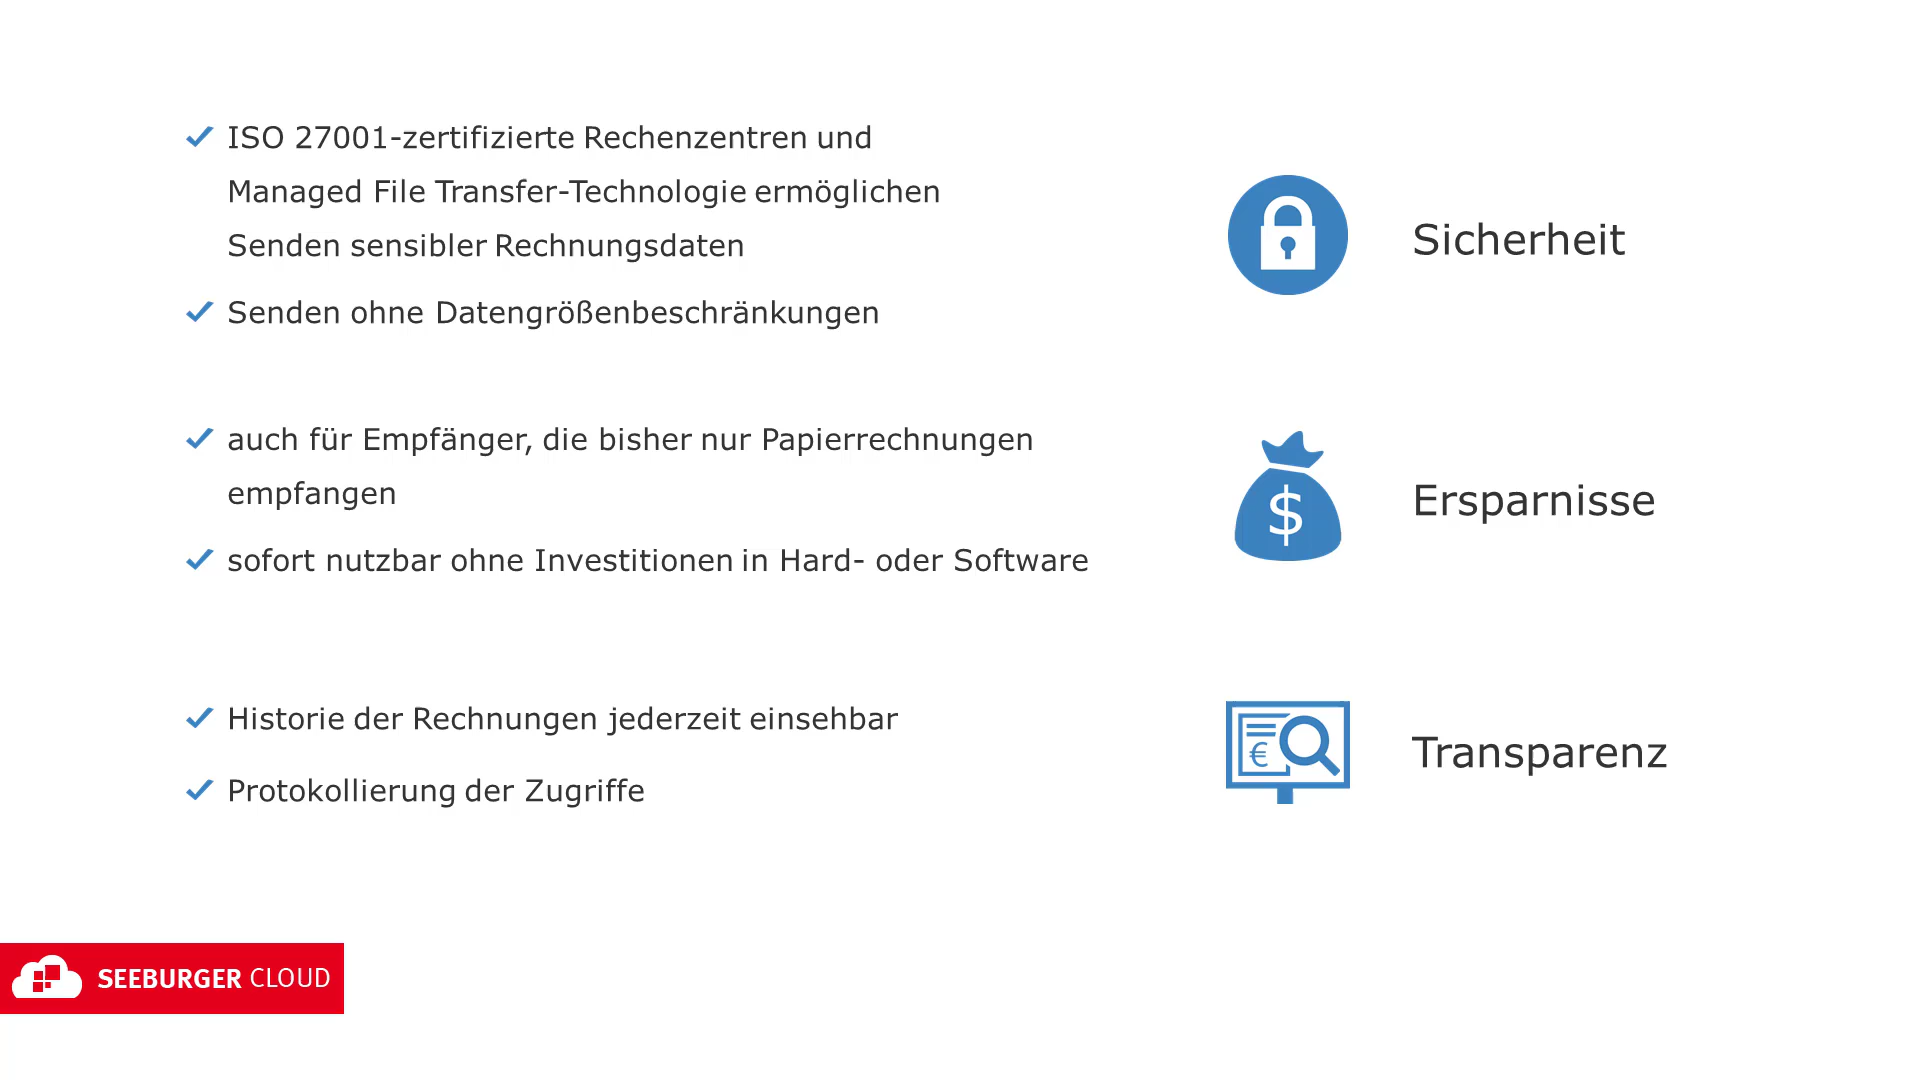 ISO 27001-zertifizierte Rechenzentren und
Managed File Transfer-Technologie ermöglichen
Senden sensibler Rechnungsdaten
Senden ohne Datengrößenbeschränkungen
Sicherheit
auch für Empfänger, die bisher nur Papierrechnungen
empfangen
sofort nutzbar ohne Investitionen in Hard- oder Software
$
Ersparnisse
Historie der Rechnungen jederzeit einsehbar
Protokollierung der Zugriffe
€
Transparenz
SEEBURGER CLOUD